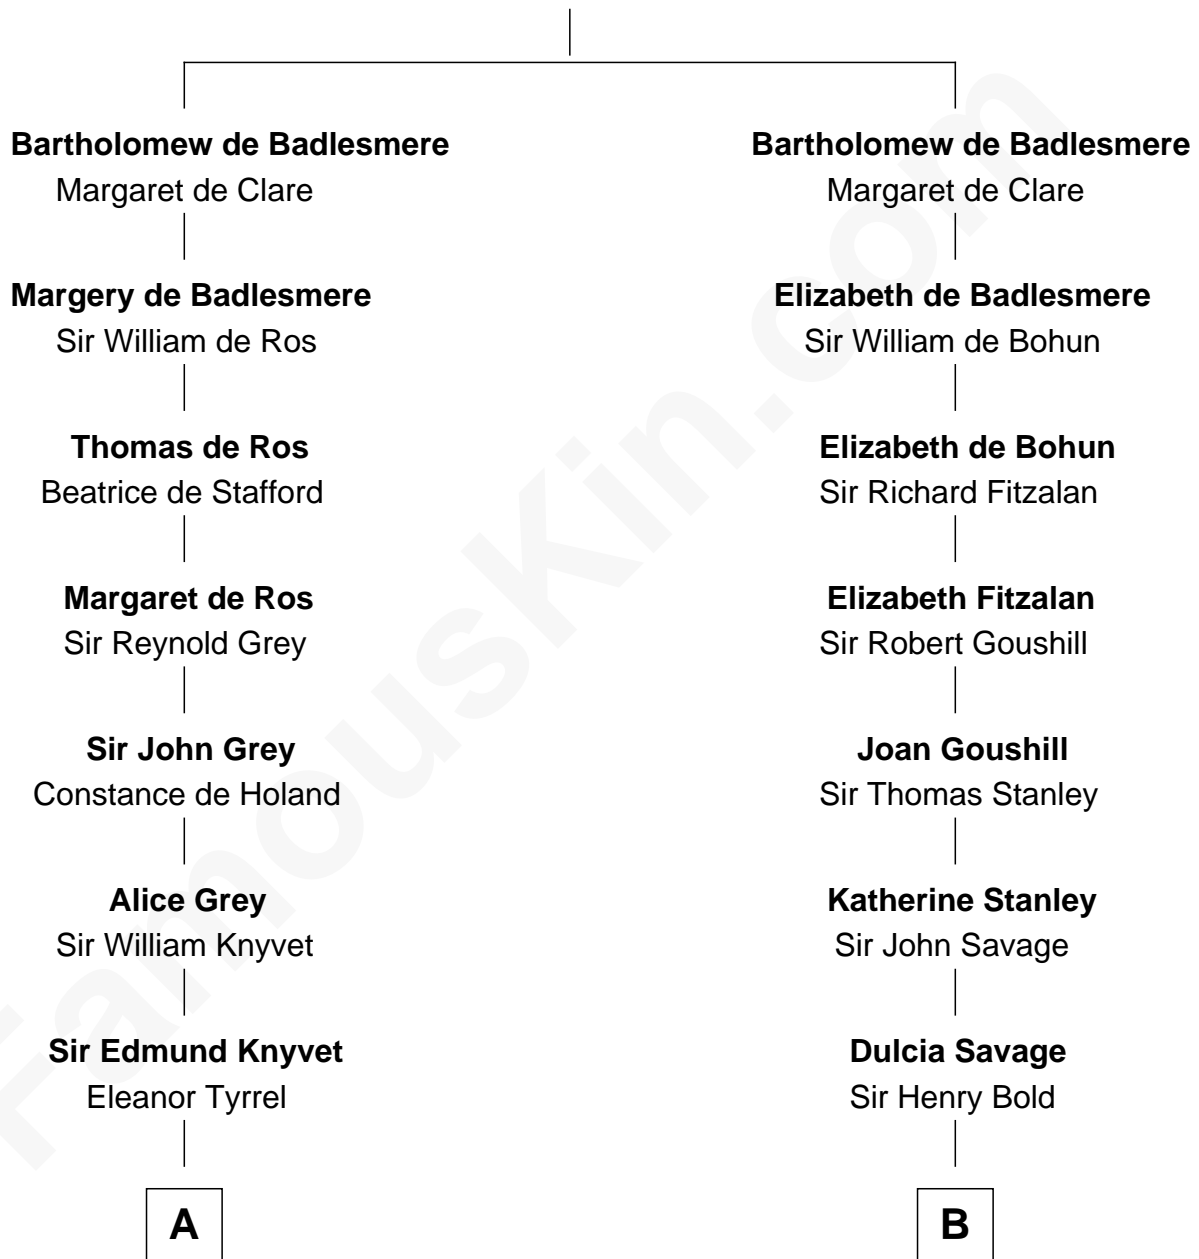 Bartholomew de Badlesmere
Margaret de Clare
Margery de Badlesmere
Sir William de Ros
Thomas de Ros
Beatrice de Stafford
Margaret de Ros
Sir Reynold Grey
Sir John Grey
Constance de Holand
Alice Grey
Sir William Knyvet
Sir Edmund Knyvet
Eleanor Tyrrel
A
Bartholomew de Badlesmere
Margaret de Clare
Elizabeth de Badlesmere
Sir William de Bohun
Elizabeth de Bohun
Sir Richard Fitzalan
Elizabeth Fitzalan
Sir Robert Goushill
Joan Goushill
Sir Thomas Stanley
Katherine Stanley
Sir John Savage
Dulcia Savage
Sir Henry Bold
B
FamousKin.com